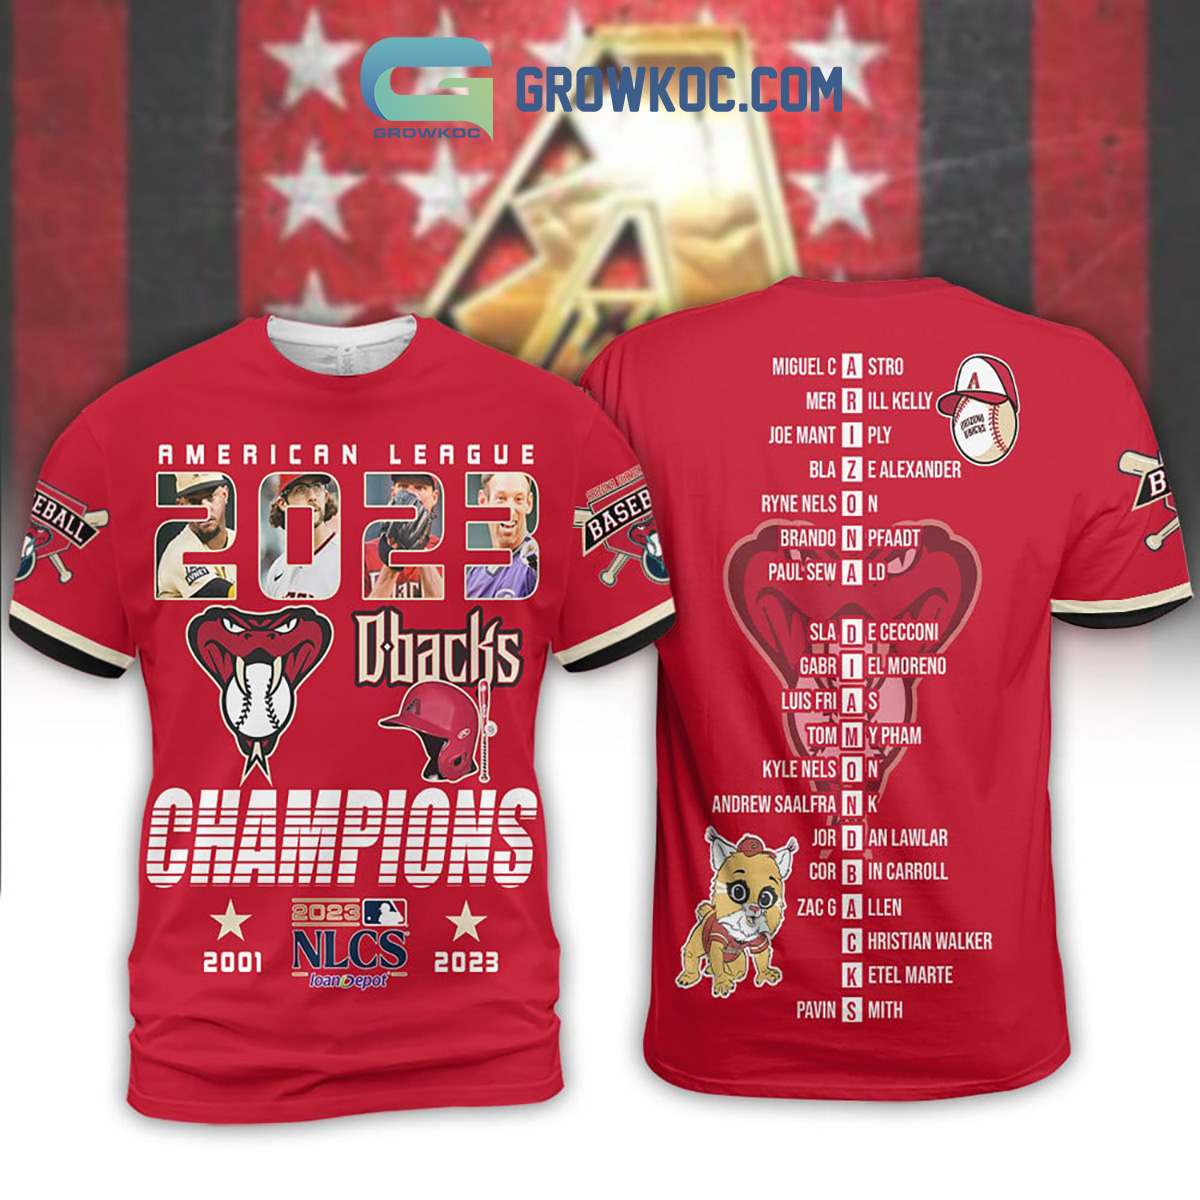 GROWKOC
GROWKOC.COM
AMERICAN LEAGUE
2023
BASEBALL
D·backs
CHAMPIONS
2001
2023
NLCS
loanDepot
2023
MIGUEL CASTRO
MERRILL KELLY
JOE MANTIPLY
BLAZE ALEXANDER
RYNE NELSON
BRANDON PFAADT
PAUL SEWALD
SLADE CECCONI
GABRIEL MORENO
LUIS FRIAS
TOMMY PHAM
KYLE NELSON
ANDREW SAALFRANK
JORDAN LAWLAR
CORBIN CARROLL
ZAC GALLEN
CHRISTIAN WALKER
KETEL MARTE
PAVIN SMITH